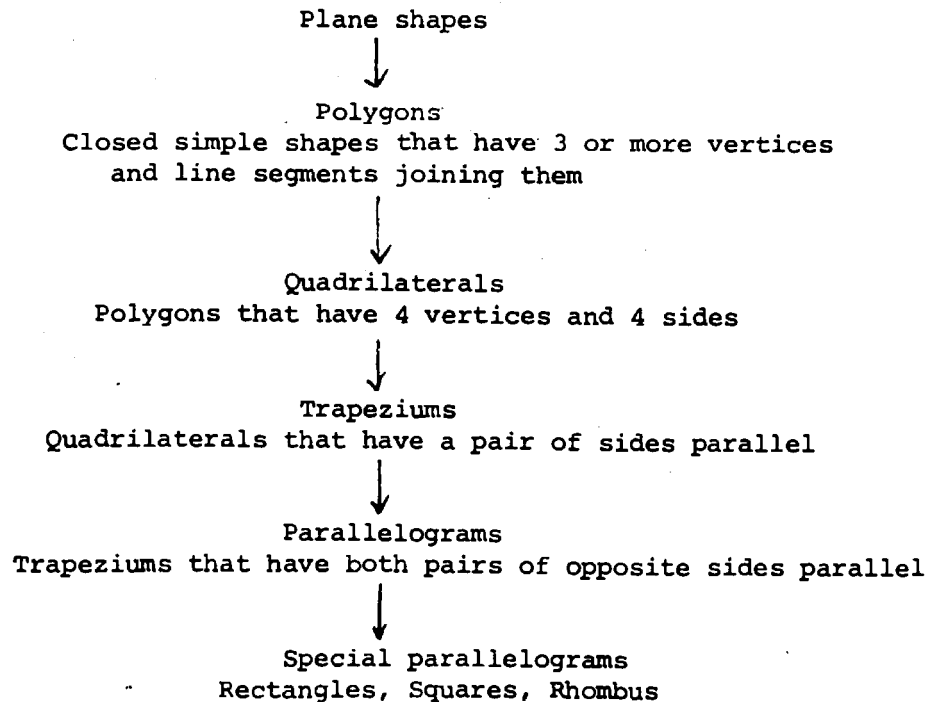 Plane shapes
Polygons
Closed simple shapes that have 3 or more vertices
and line segments joining them
Quadrilaterals
Polygons that have 4 vertices and 4 sides
Trapeziums
Quadrilaterals that have a pair of sides parallel
Parallelograms
Trapeziums that have both pairs of opposite sides parallel
Special parallelograms
Rectangles, Squares, Rhombus